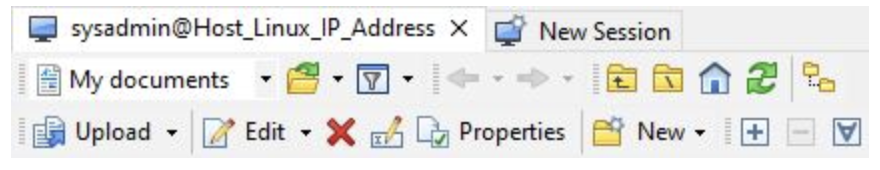 sysadmin@Host_Linux_IP_Address New Session
My documents
Upload Edit Properties New